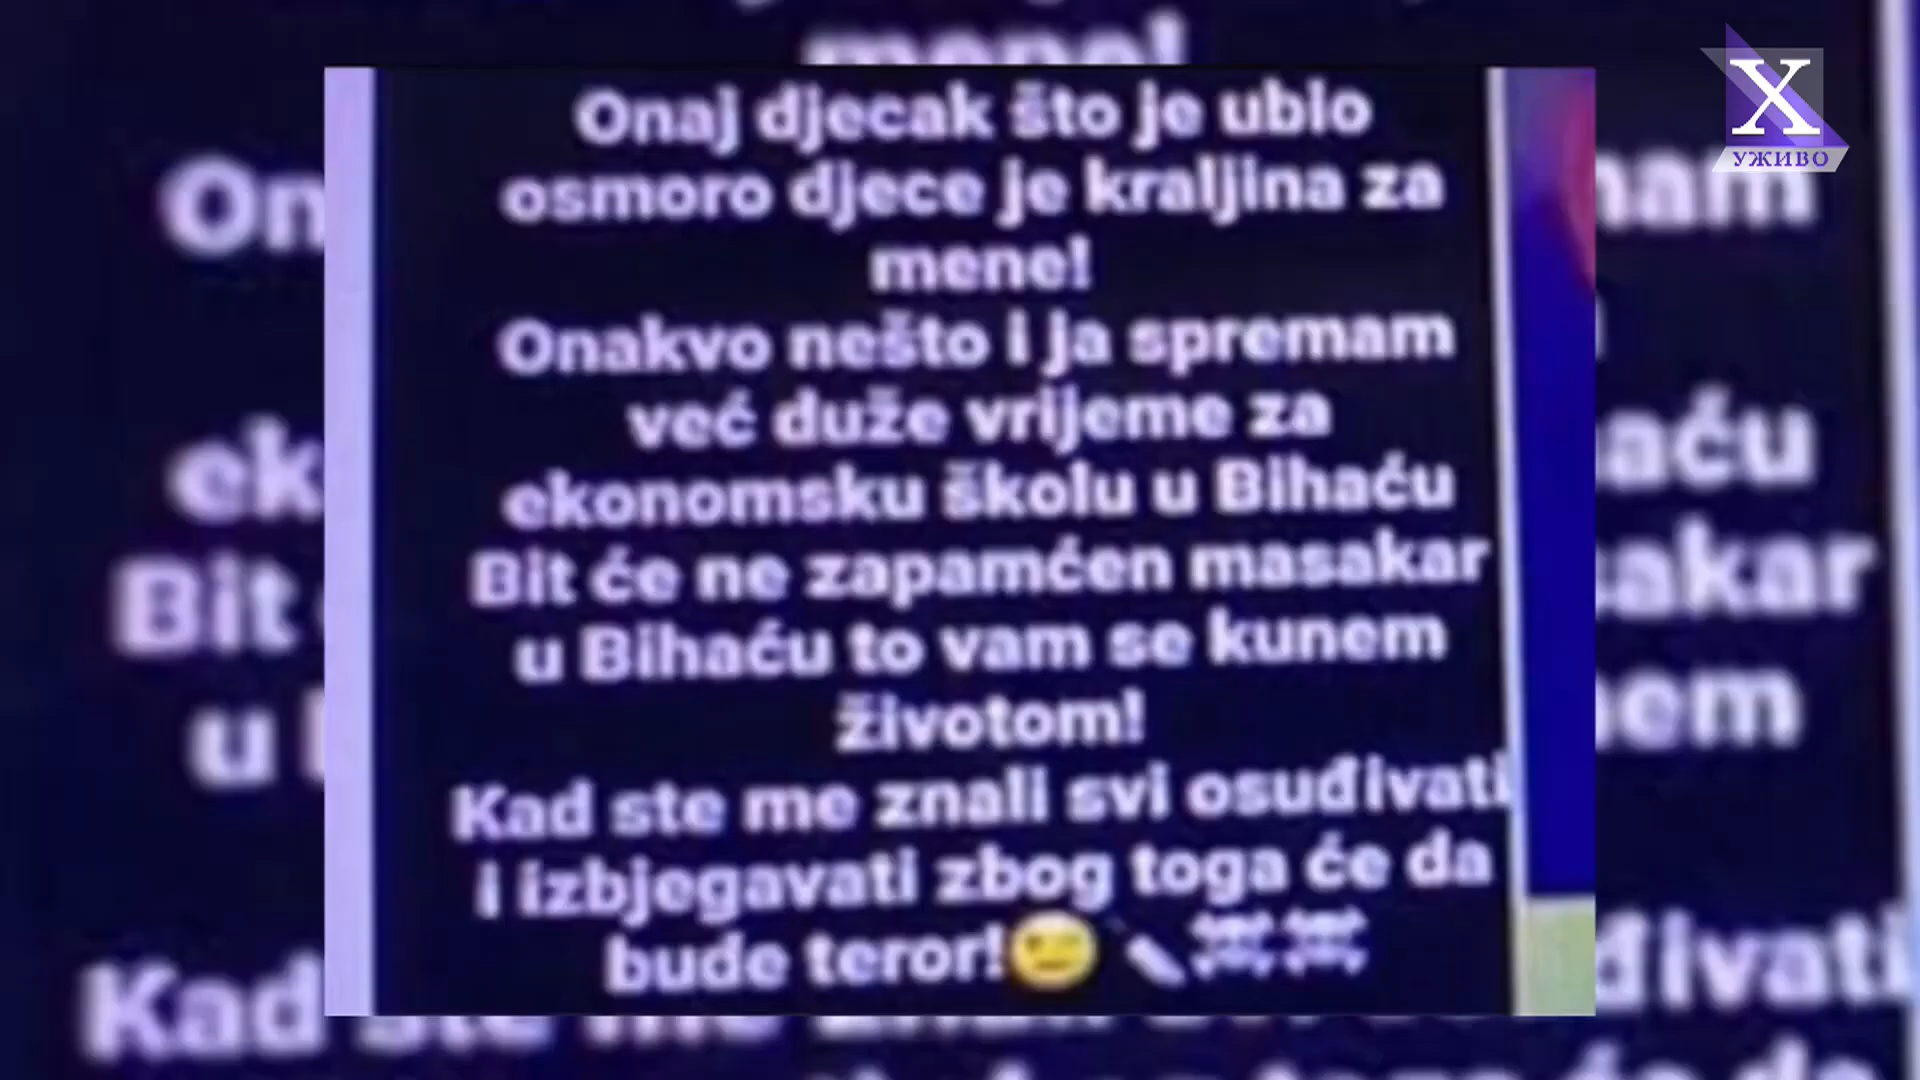 Onaj djecak što je ubio
osmoro djece je kraljina za
mene!
Onakvo nešto i ja spremam
već duže vrijeme za
ekonomsku školu u Bihaću
Bit će ne zapamćen masakar
u Bihaću to vam se kunem
životom!
Kad ste me znali svi osuđivati
i izbjegavati zbog toga će da
bude teror!
X
УЖИВО